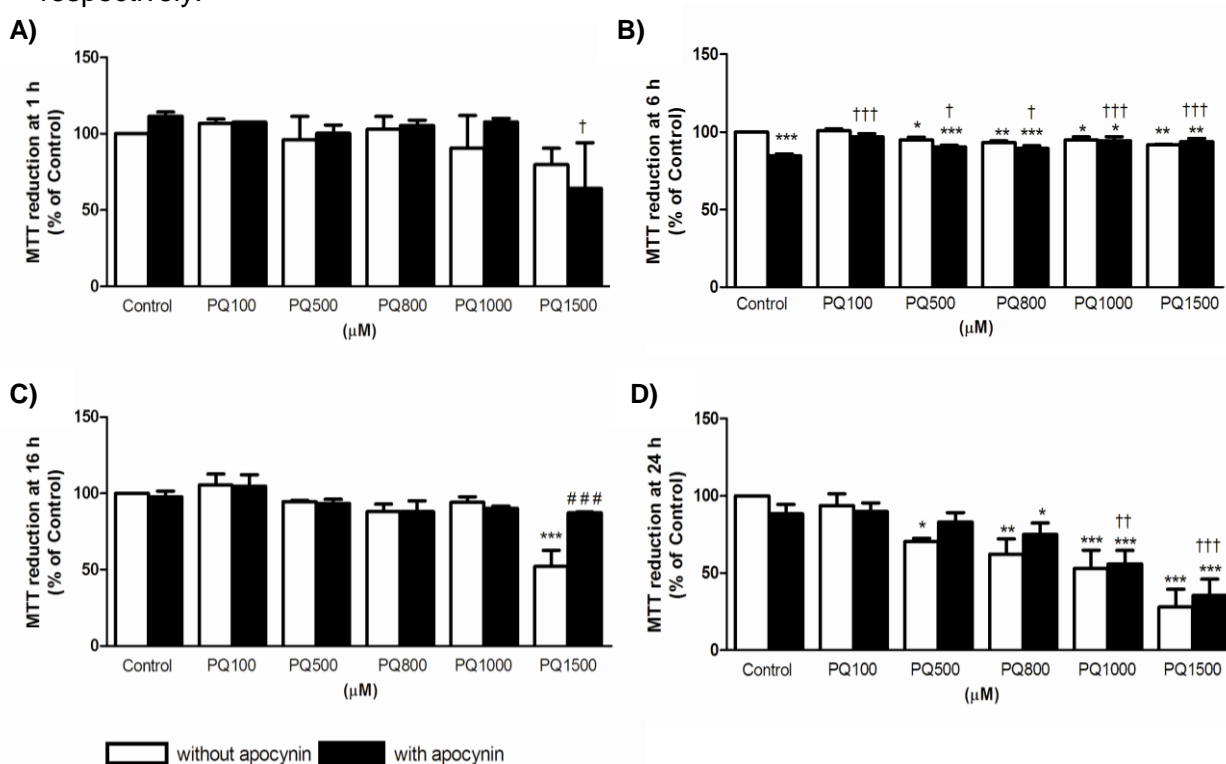 respectively.
A)
MTT reduction at 1 h
(% of Control)
150
100
50
0
†
Control PQ100 PQ500 PQ800 PQ1000 PQ1500
(µM)
B)
MTT reduction at 6 h
(% of Control)
150
100
50
0
††† † † ††† †††
*** * *** ** *** * * ** **
Control PQ100 PQ500 PQ800 PQ1000 PQ1500
(µM)
C)
MTT reduction at 16 h
(% of Control)
150
100
50
0
###
***
Control PQ100 PQ500 PQ800 PQ1000 PQ1500
(µM)
D)
MTT reduction at 24 h
(% of Control)
150
100
50
0
†† †††
* ** * *** *** *** ***
Control PQ100 PQ500 PQ800 PQ1000 PQ1500
(µM)
without apocynin with apocynin